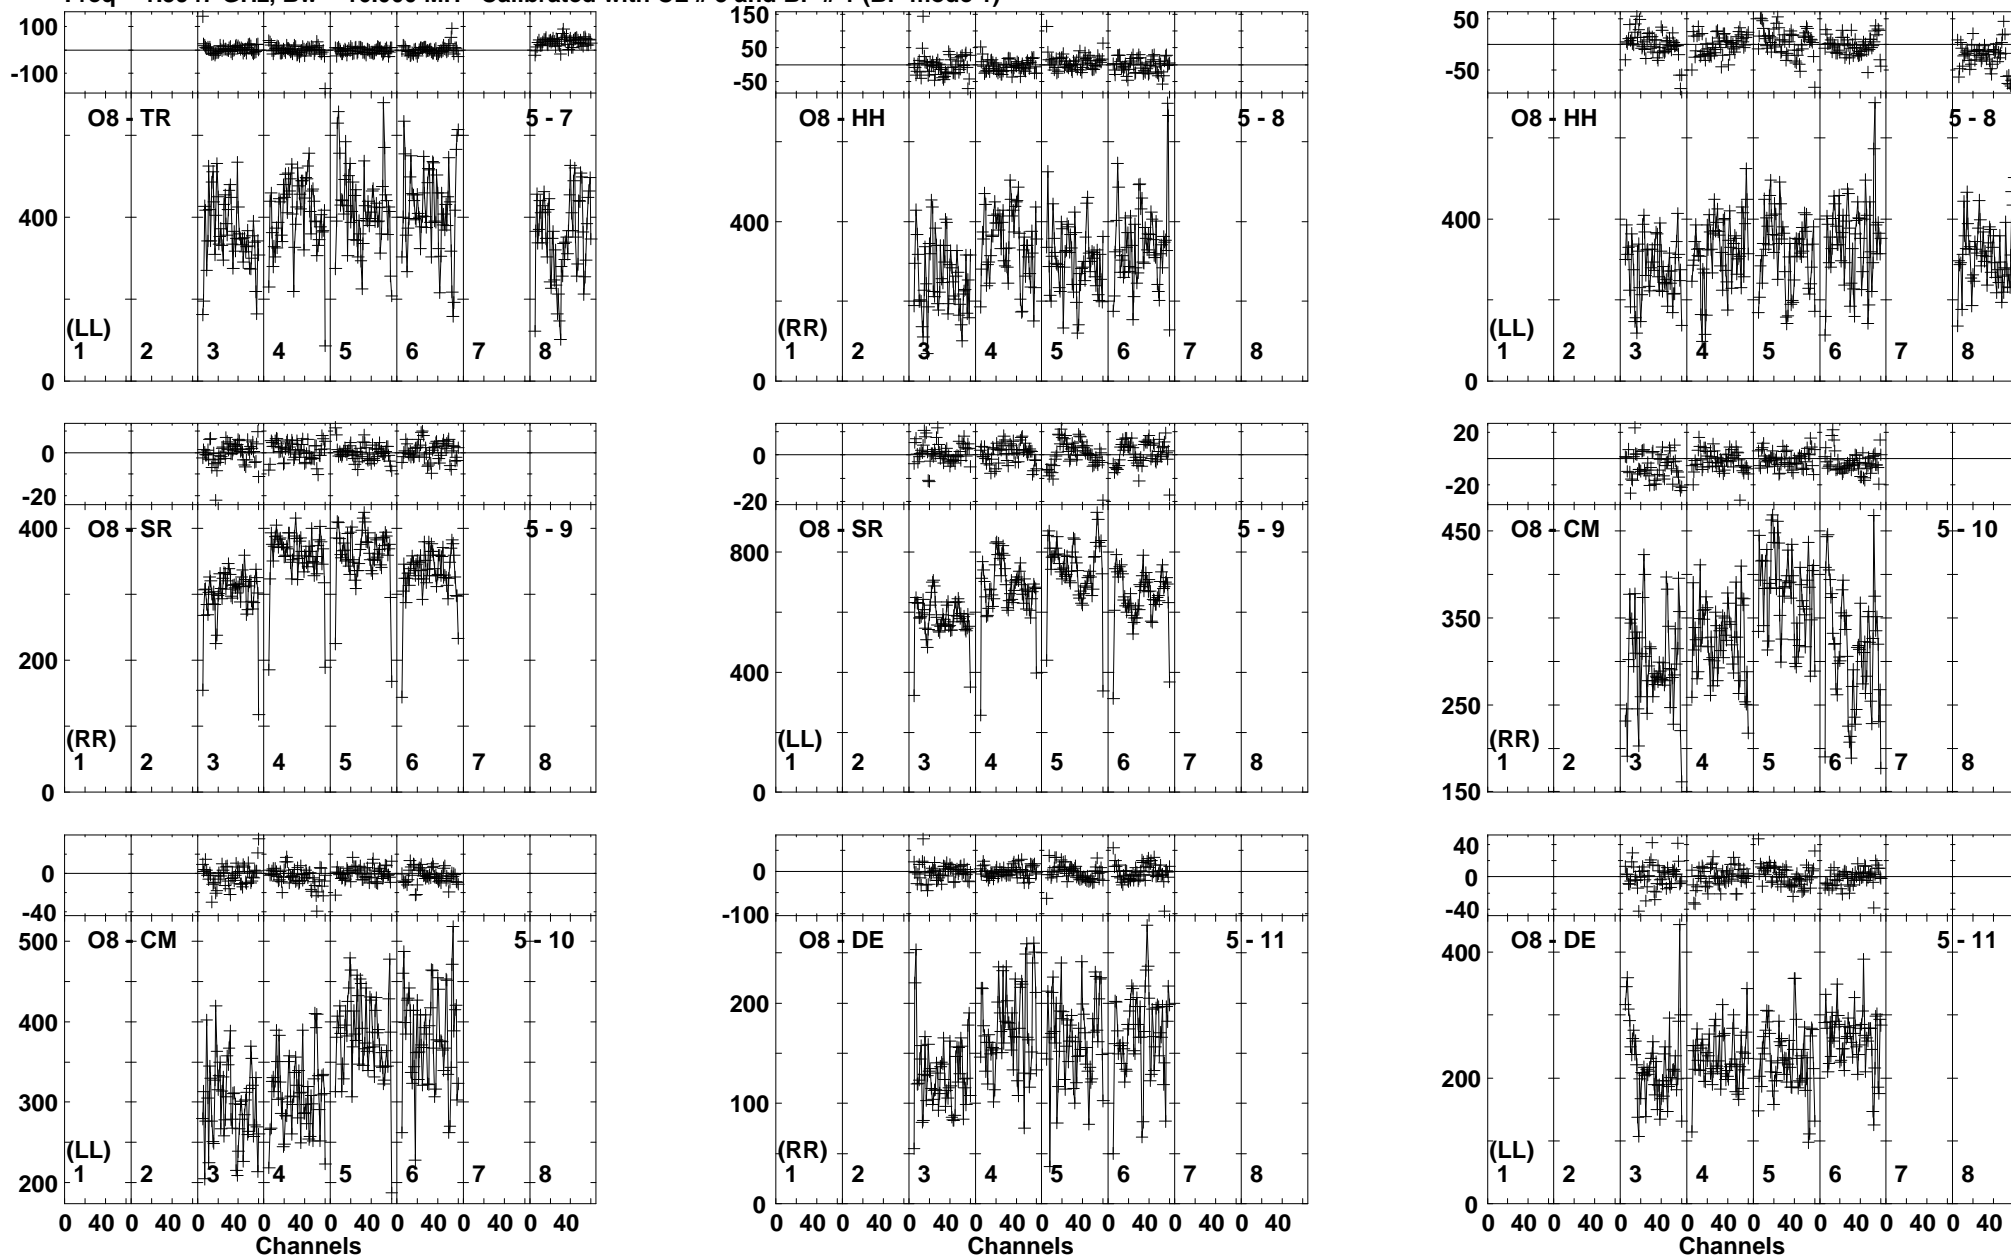 100 -100 O8 - TR 5 - 7 400 (LL) 1 2 3 4 5 6 7 8 0
150 50 -50 O8 - HH 5 - 8 400 (RR) 1 2 3 4 5 6 7 8 0
50 -50 O8 - HH 5 - 8 400 (LL) 1 2 3 4 5 6 7 8 0
0 -20 O8 - SR 5 - 9 400 200 (RR) 1 2 3 4 5 6 7 8 0
0 -20 O8 - SR 5 - 9 800 400 (LL) 1 2 3 4 5 6 7 8 0
20 -20 O8 - CM 5 - 10 450 350 250 (RR) 1 2 3 4 5 6 7 8 150
0 -40 O8 - CM 5 - 10 500 400 300 (LL) 1 2 3 4 5 6 7 8 200
0 -100 O8 - DE 5 - 11 200 100 (RR) 1 2 3 4 5 6 7 8 0
40 0 -40 O8 - DE 5 - 11 400 200 (LL) 1 2 3 4 5 6 7 8 0
0 40 0 40 0 40 0 40 0 40 0 40 0 40 0 40
Channels
0 40 0 40 0 40 0 40 0 40 0 40 0 40 0 40
Channels
0 40 0 40 0 40 0 40 0 40 0 40 0 40 0 40
Channels